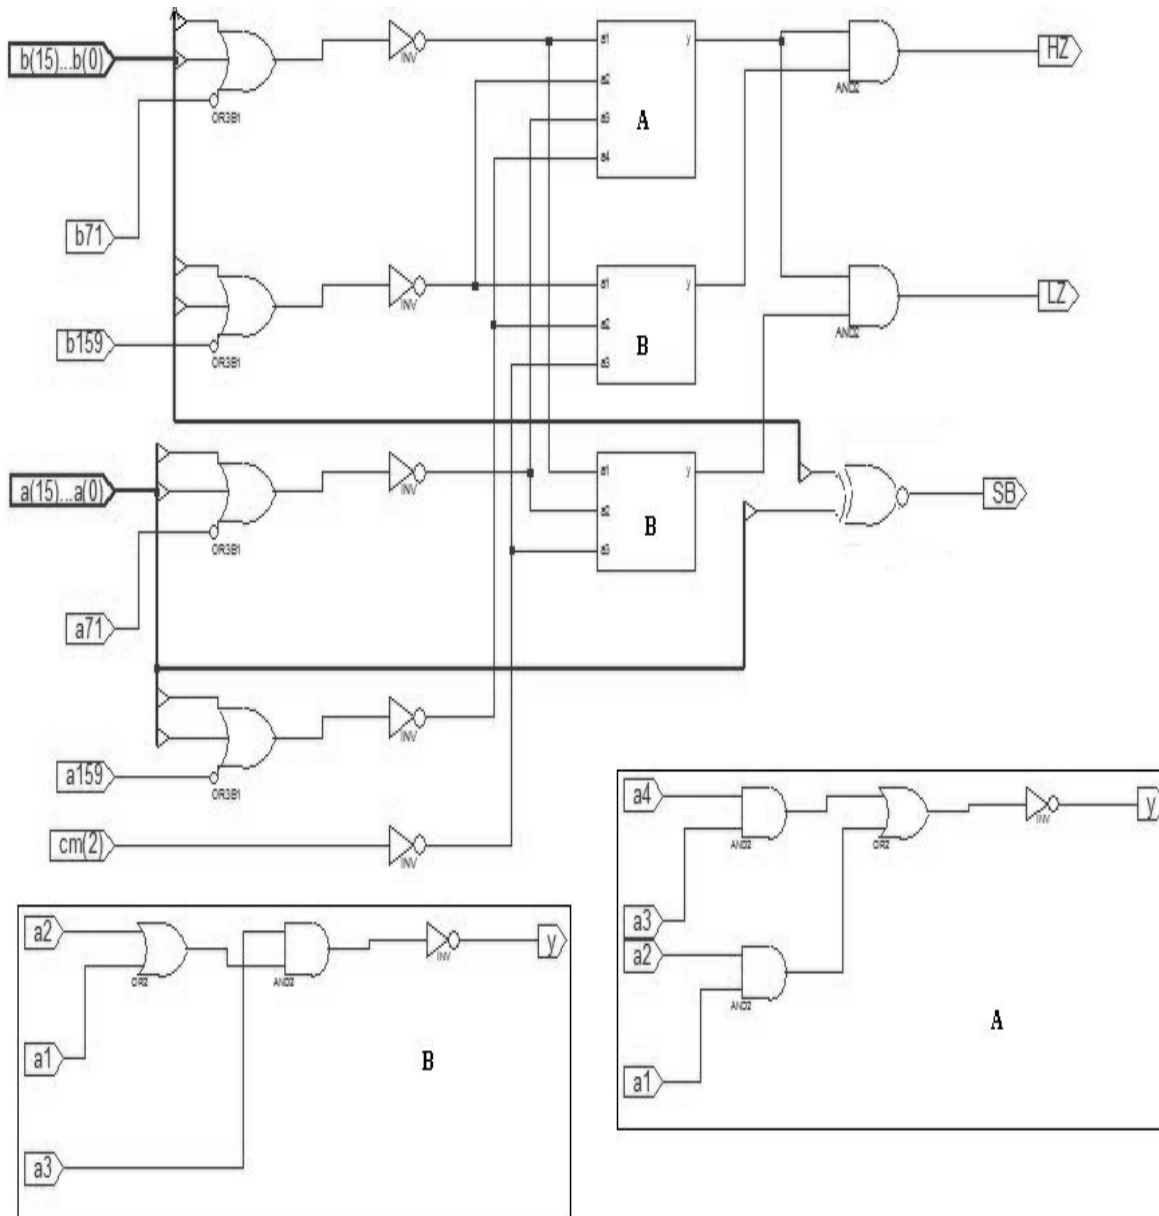 b(15)...b(0)
OR3B1
INV
a1
a2
a3
a4
y
A
AND2
HZ
b71
b159
OR3B1
INV
a1
a2
a3
y
B
AND2
LZ
a(15)...a(0)
OR3B1
INV
a1
a2
a3
y
B
SB
a71
a159
OR3B1
INV
cm(2)
INV
a4
a3
a2
a1
AND2
AND2
OR2
INV
y
A
a2
a1
a3
OR2
AND2
INV
y
B